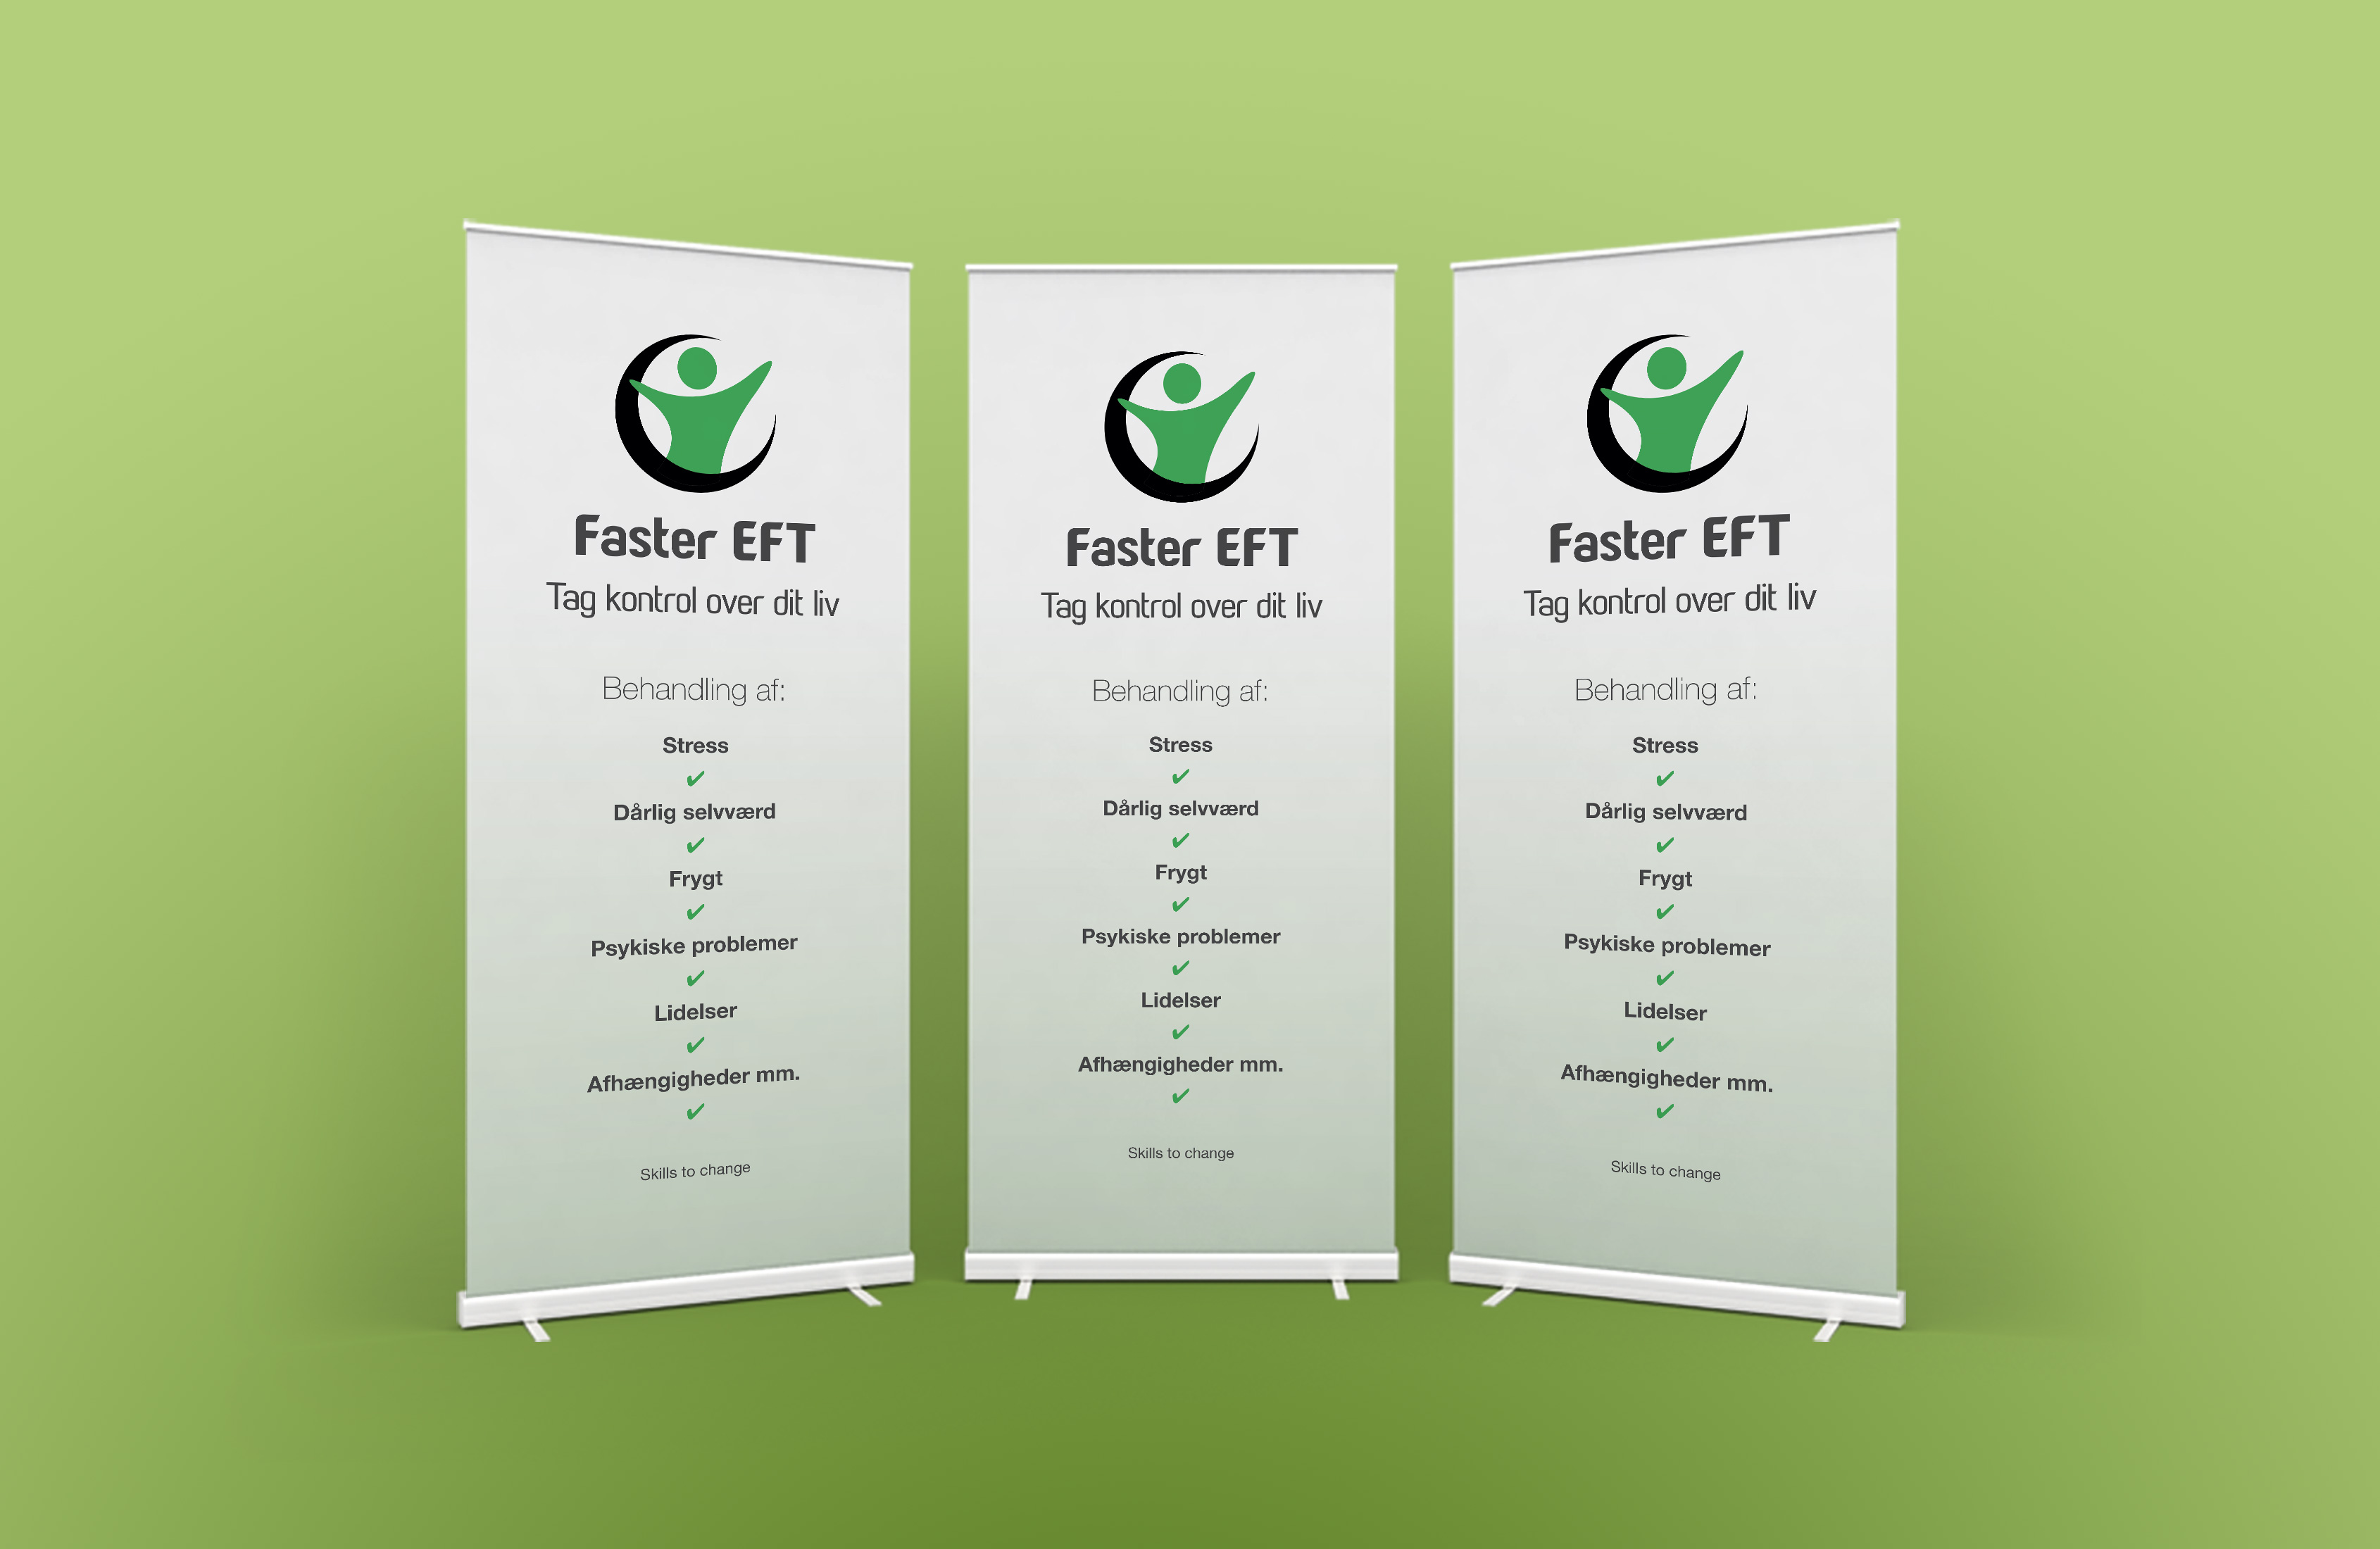 Faster EFT
Tag kontrol over dit liv
Behandling af:
Stress
✔
Dårlig selvværd
✔
Frygt
✔
Psykiske problemer
✔
Lidelser
✔
Afhængigheder mm.
✔
Skills to change
Faster EFT
Tag kontrol over dit liv
Behandling af:
Stress
✔
Dårlig selvværd
✔
Frygt
✔
Psykiske problemer
✔
Lidelser
✔
Afhængigheder mm.
✔
Skills to change
Faster EFT
Tag kontrol over dit liv
Behandling af:
Stress
✔
Dårlig selvværd
✔
Frygt
✔
Psykiske problemer
✔
Lidelser
✔
Afhængigheder mm.
✔
Skills to change